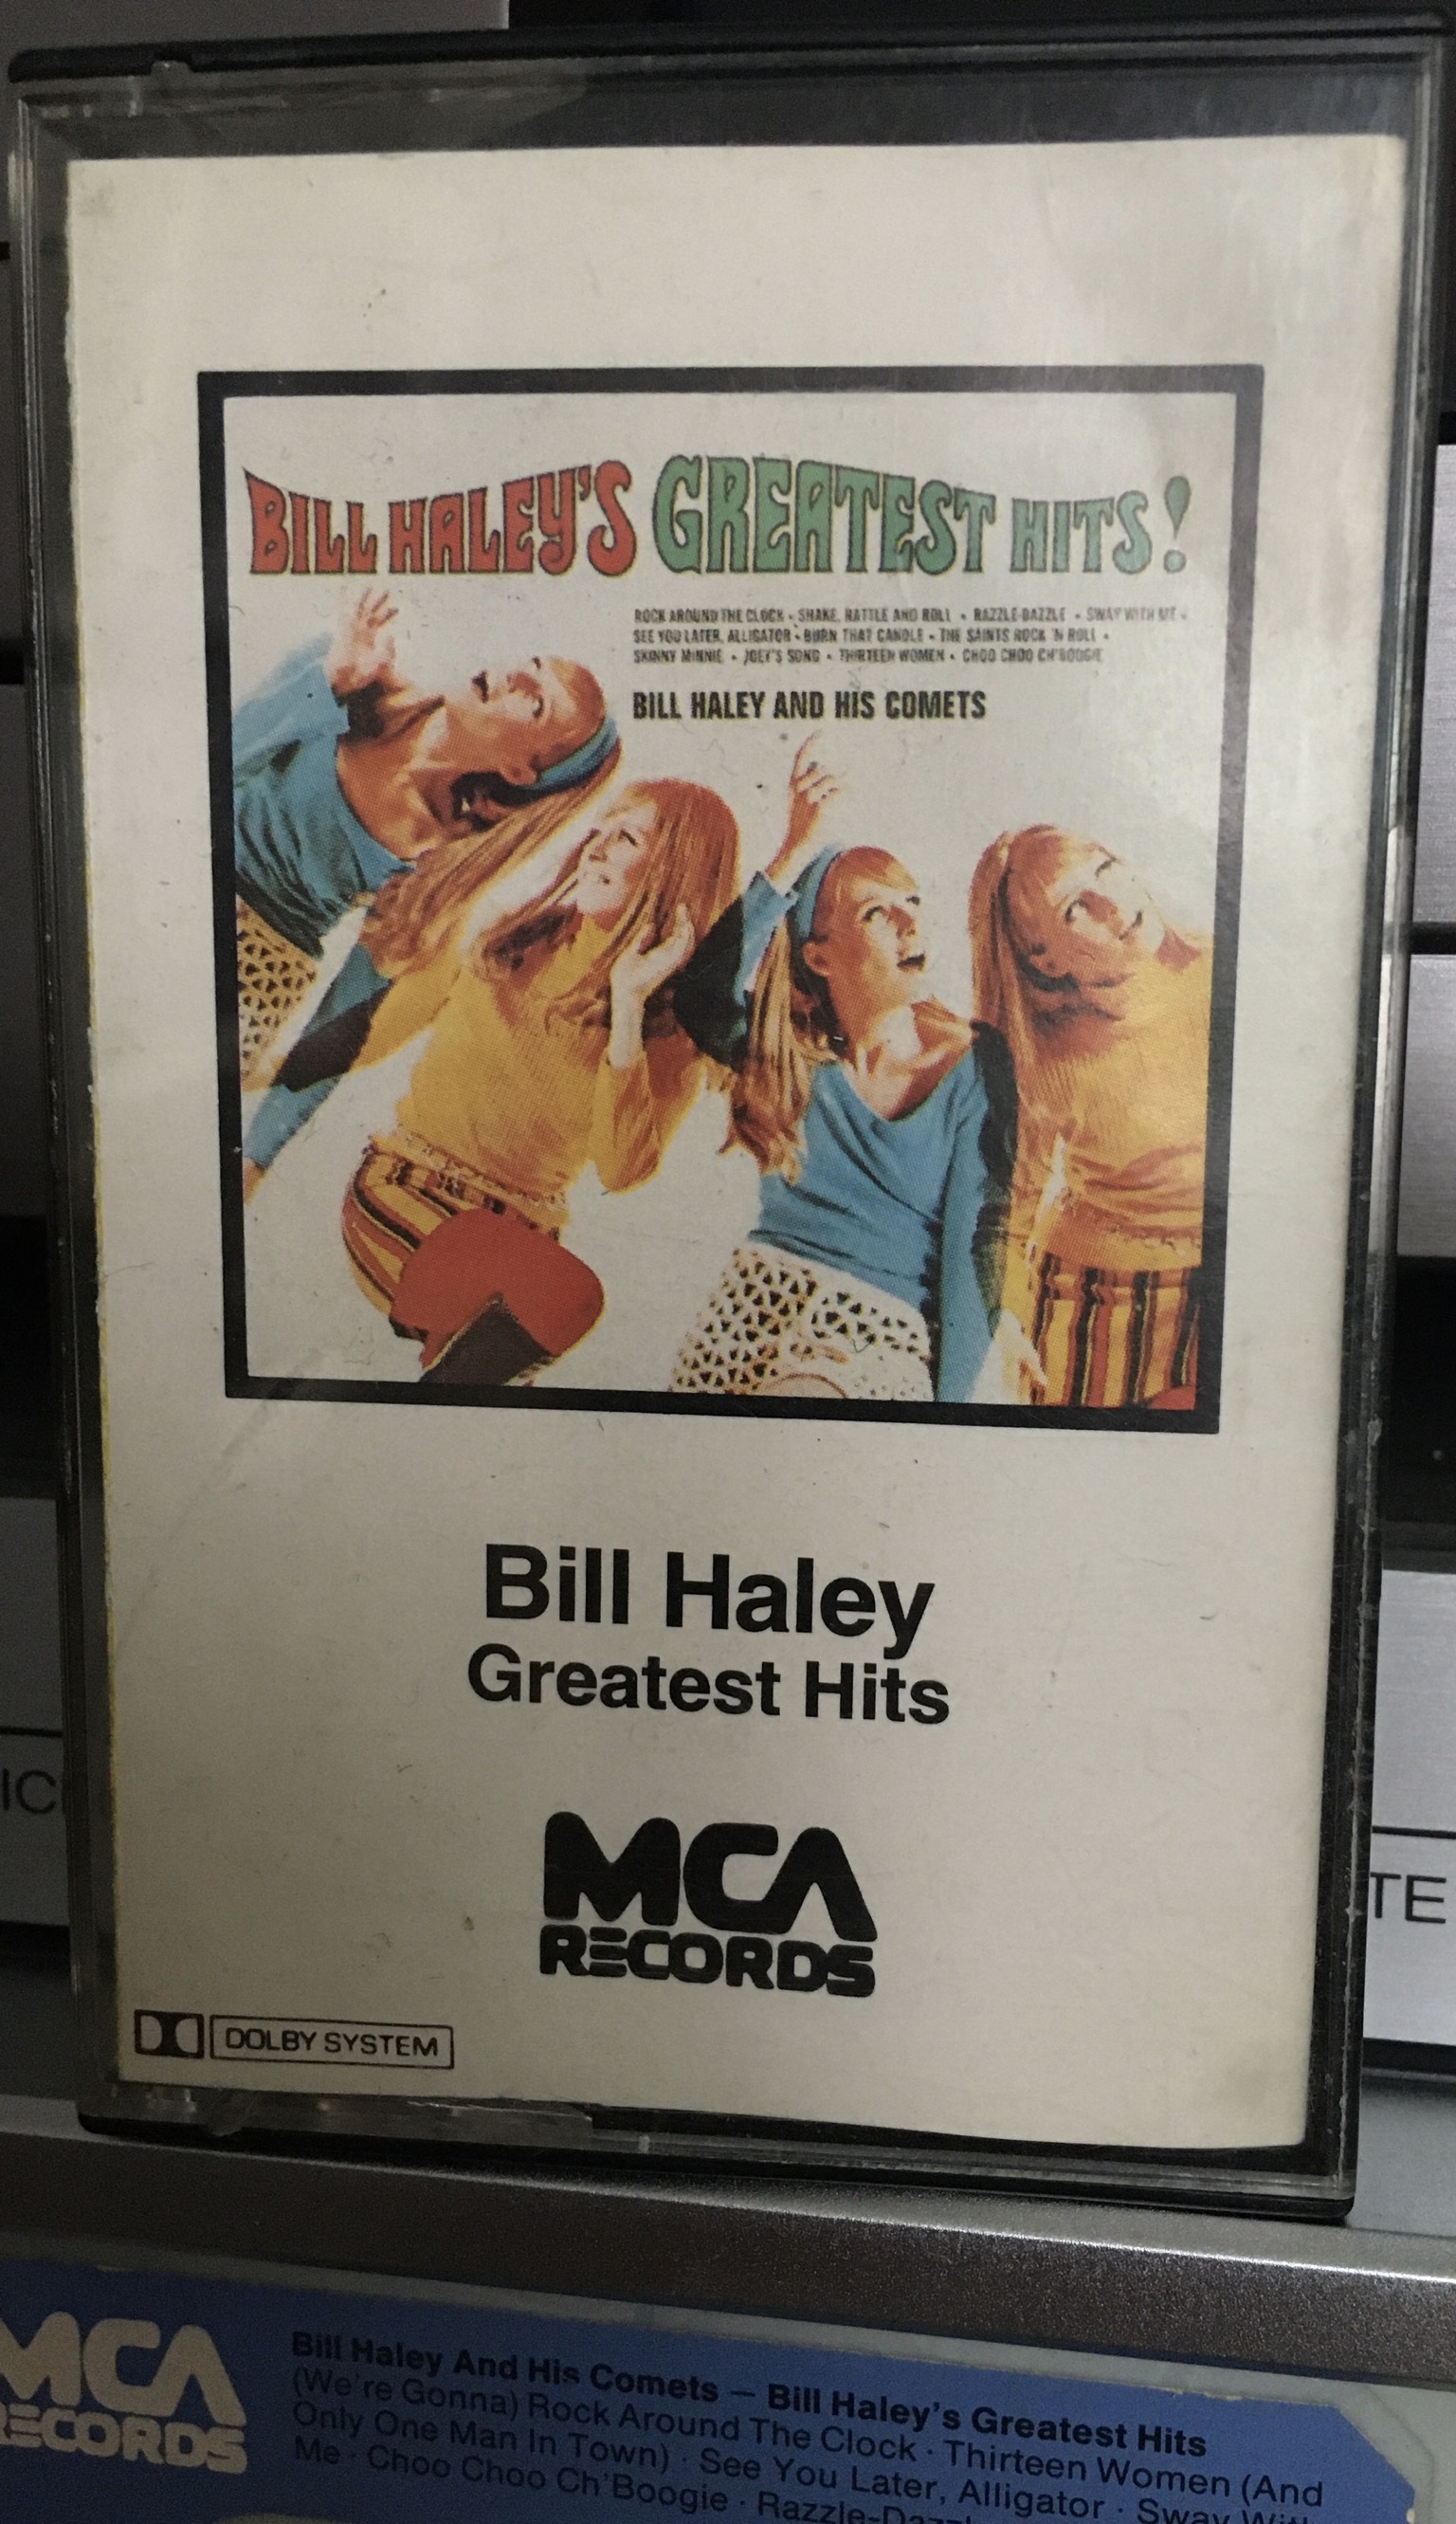 BILL HALEY'S GREATEST HITS!
ROCK AROUND THE CLOCK • SHAKE, RATTLE AND ROLL • RAZZLE-DAZZLE • SWAY WITH ME •
SEE YOU LATER, ALLIGATOR • BURN THAT CANDLE • THE SAINTS ROCK 'N ROLL •
SKINNY MINNIE • JOEY'S SONG • THIRTEEN WOMEN • CHOO CHOO CH'BOOGIE
BILL HALEY AND HIS COMETS
Bill Haley
Greatest Hits
MCA
RECORDS
DOLBY SYSTEM
IC
TE
MCA
RECORDS
Bill Haley And His Comets — Bill Haley's Greatest Hits
(We're Gonna) Rock Around The Clock · Thirteen Women (And
Only One Man In Town) · See You Later, Alligator · Sway With
Me · Choo Choo Ch'Boogie · Razzle-Dazzl